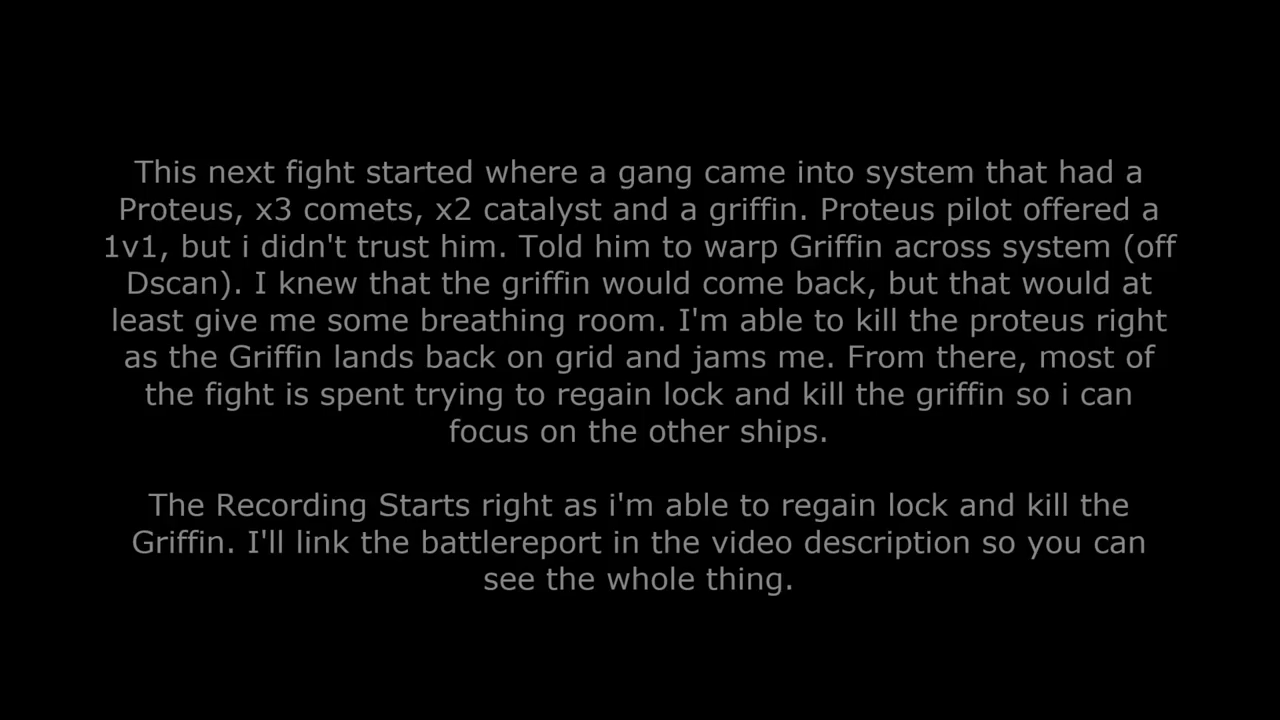 This next fight started where a gang came into system that had a
Proteus, x3 comets, x2 catalyst and a griffin. Proteus pilot offered a
1v1, but i didn't trust him. Told him to warp Griffin across system (off
Dscan). I knew that the griffin would come back, but that would at
least give me some breathing room. I'm able to kill the proteus right
as the Griffin lands back on grid and jams me. From there, most of
the fight is spent trying to regain lock and kill the griffin so i can
focus on the other ships.
The Recording Starts right as i'm able to regain lock and kill the
Griffin. I'll link the battlereport in the video description so you can
see the whole thing.